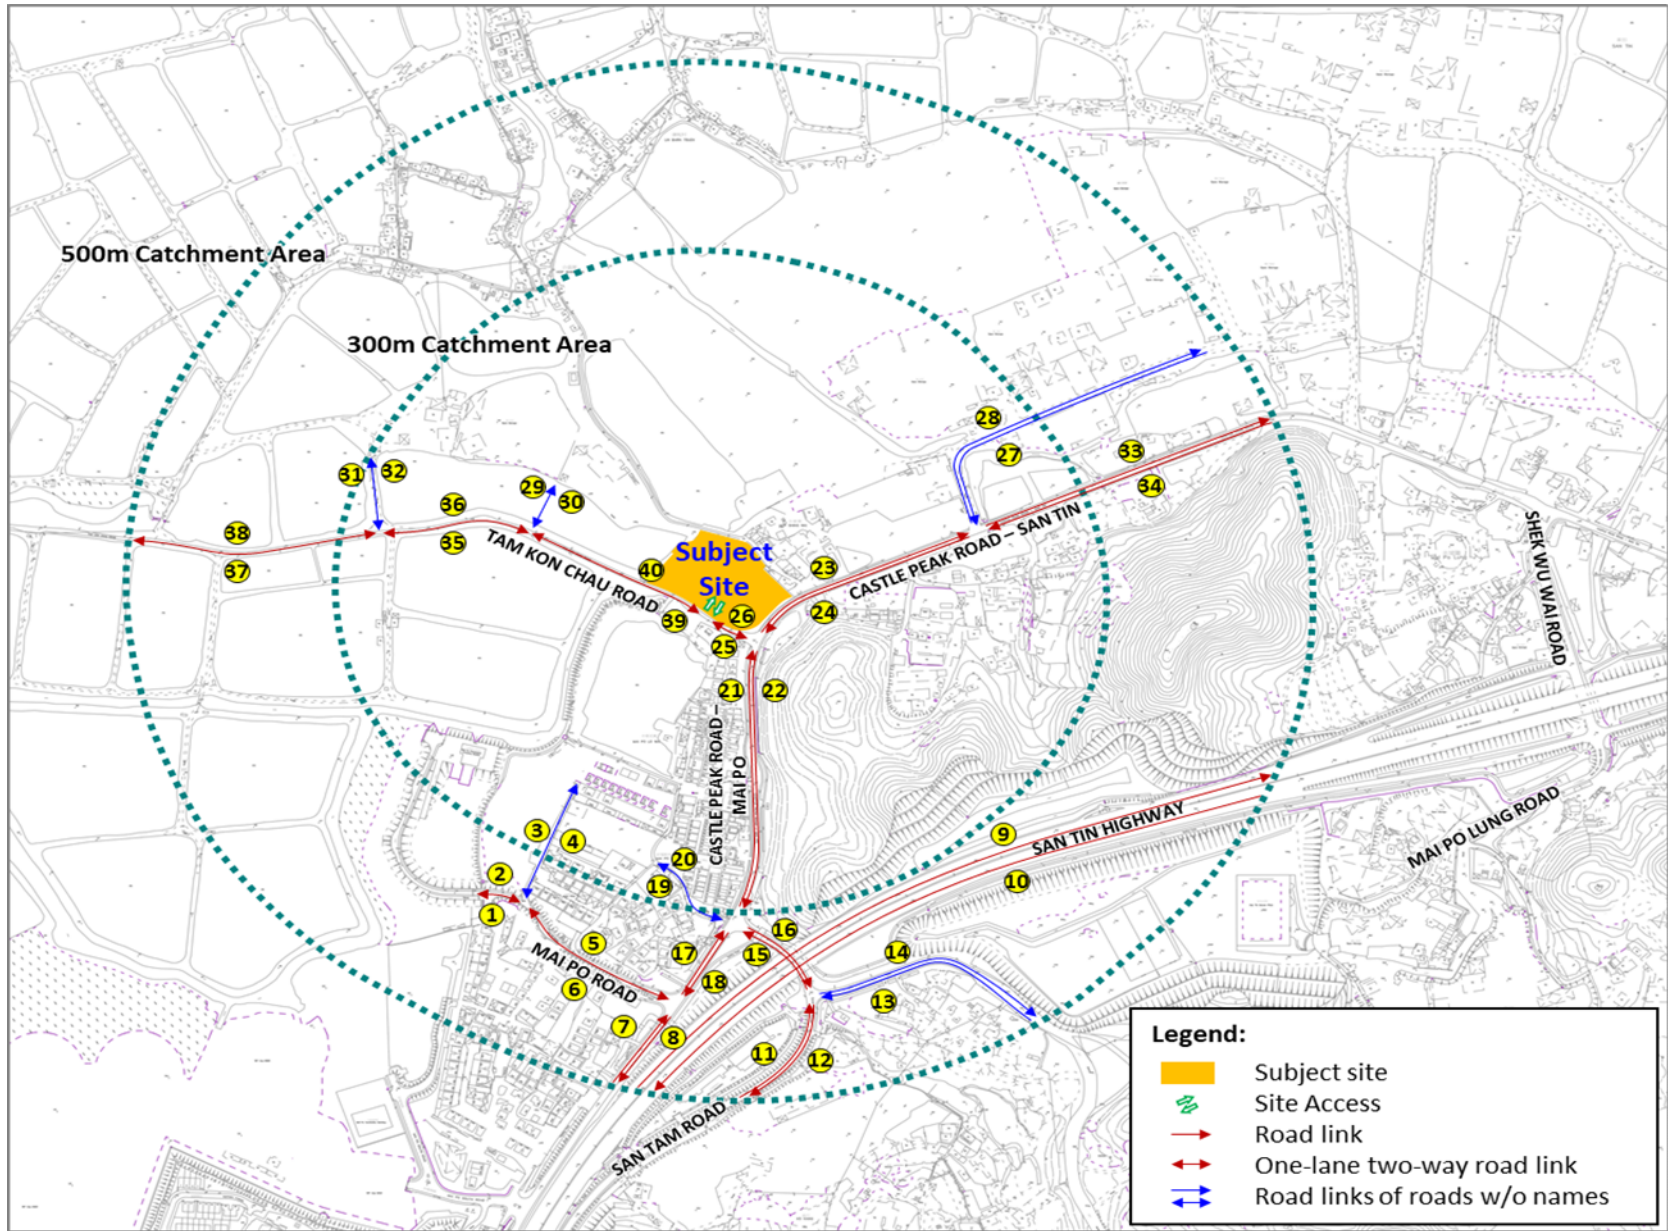 500m Catchment Area
300m Catchment Area
28
27
33
34
31
32
29
30
36
35
38
37
TAM KON CHAU ROAD
40
39
Subject
Site
26
25
23
24
CASTLE PEAK ROAD – SAN TIN
SHEK WU WAI ROAD
21
22
CASTLE PEAK ROAD –
MAI PO
3
4
2
1
20
19
9
10
SAN TIN HIGHWAY
MAI PO LUNG ROAD
5
6
MAI PO ROAD
17
18
16
15
14
13
7
8
11
12
SAN TAM ROAD
Legend:
Subject site
Site Access
Road link
One-lane two-way road link
Road links of roads w/o names